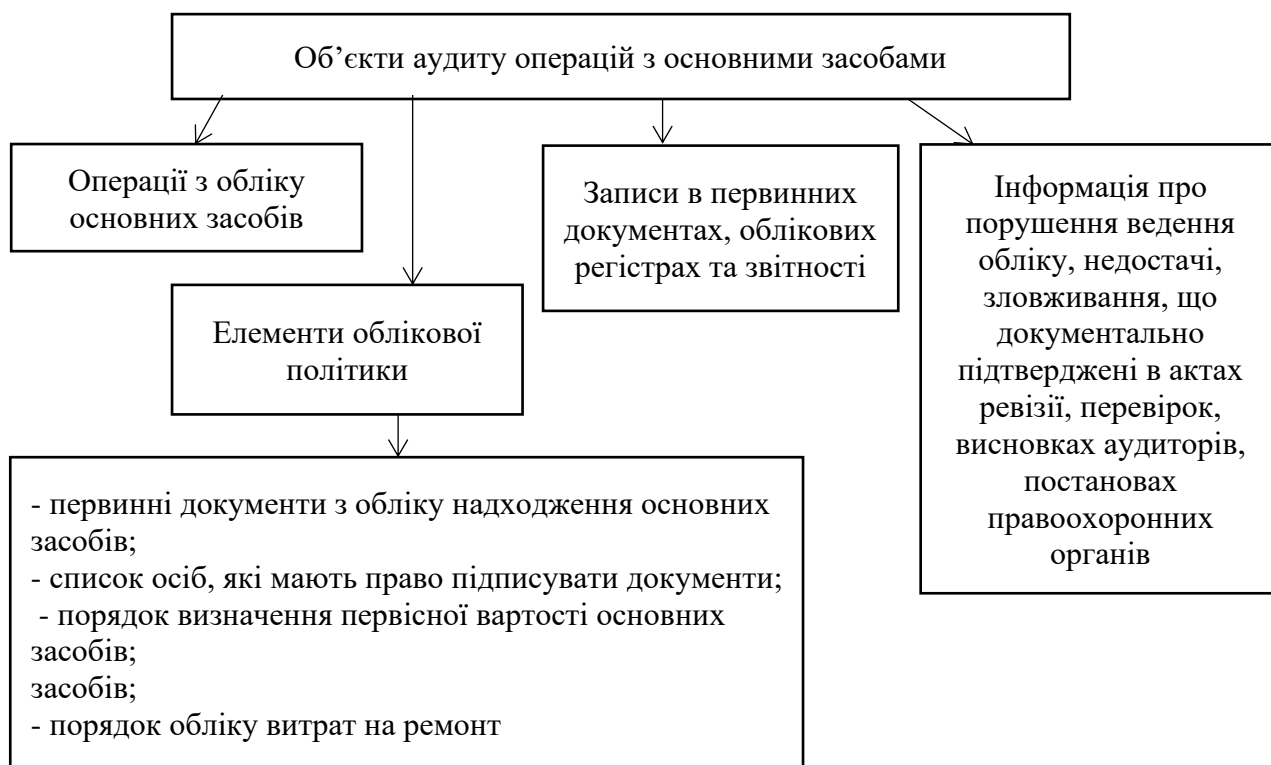 Об’єкти аудиту операцій з основними засобами
Операції з обліку
основних засобів
Елементи облікової
політики
- первинні документи з обліку надходження основних
засобів;
- список осіб, які мають право підписувати документи;
- порядок визначення первісної вартості основних
засобів;
засобів;
- порядок обліку витрат на ремонт
Записи в первинних
документах, облікових
регістрах та звітності
Інформація про
порушення ведення
обліку, недостачі,
зловживання, що
документально
підтверджені в актах
ревізії, перевірок,
висновках аудиторів,
постановах
правоохоронних
органів